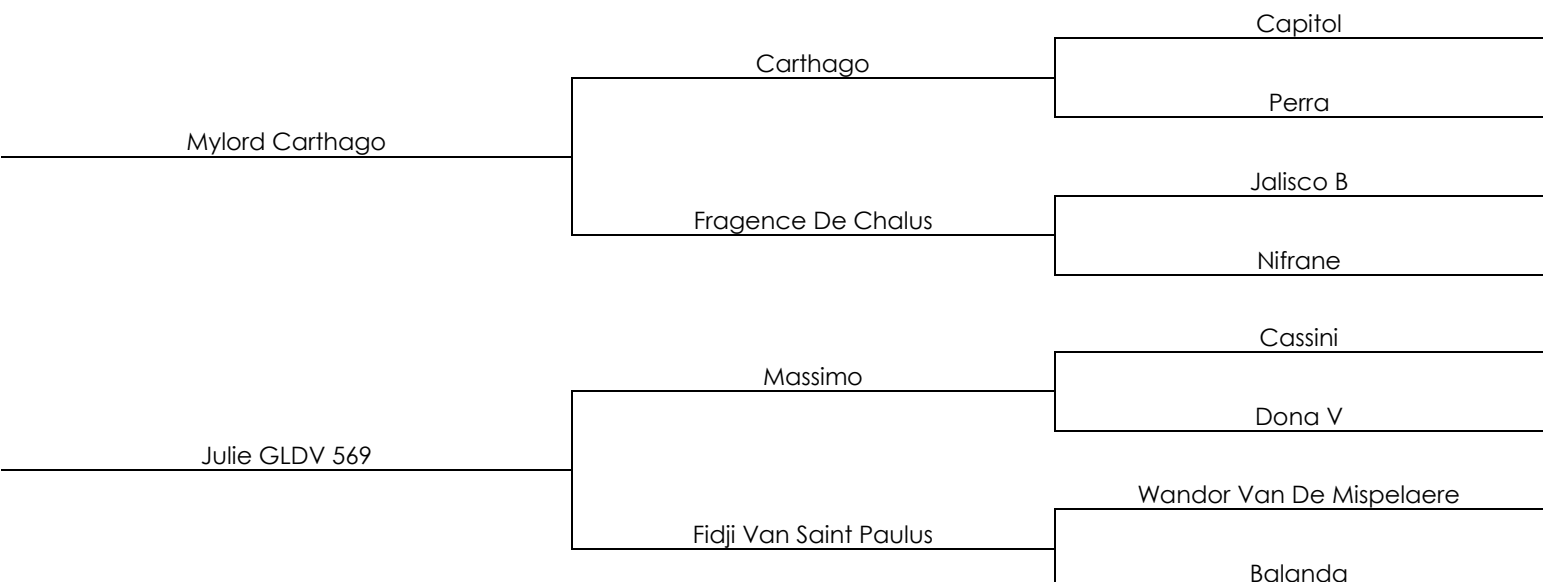 Capitol
Carthago
Perra
Mylord Carthago
Jalisco B
Fragence De Chalus
Nifrane
Cassini
Massimo
Dona V
Julie GLDV 569
Wandor Van De Mispelaere
Fidji Van Saint Paulus
Balanda